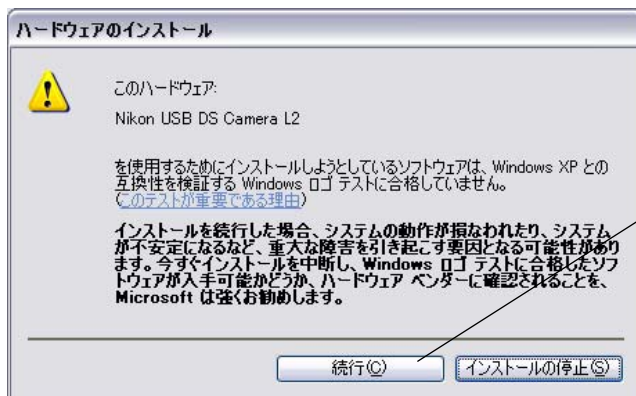 ハードウェアのインストール
このハードウェア:
Nikon USB DS Camera L2
を使用するためにインストールしようとしているソフトウェアは、Windows XP との
互換性を検証する Windows ロゴ テストに合格していません。
(このテストが重要である理由)
インストールを続行した場合、システムの動作が損なわれたり、システム
が不安定になるなど、重大な障害を引き起こす要因となる可能性があり
ます。今すぐインストールを中断し、Windows ロゴ テストに合格したソフ
トウェアが入手可能かどうか、ハードウェア ベンダーに確認されることを、
Microsoft は強くお勧めします。
続行(C)
インストールの停止(S)